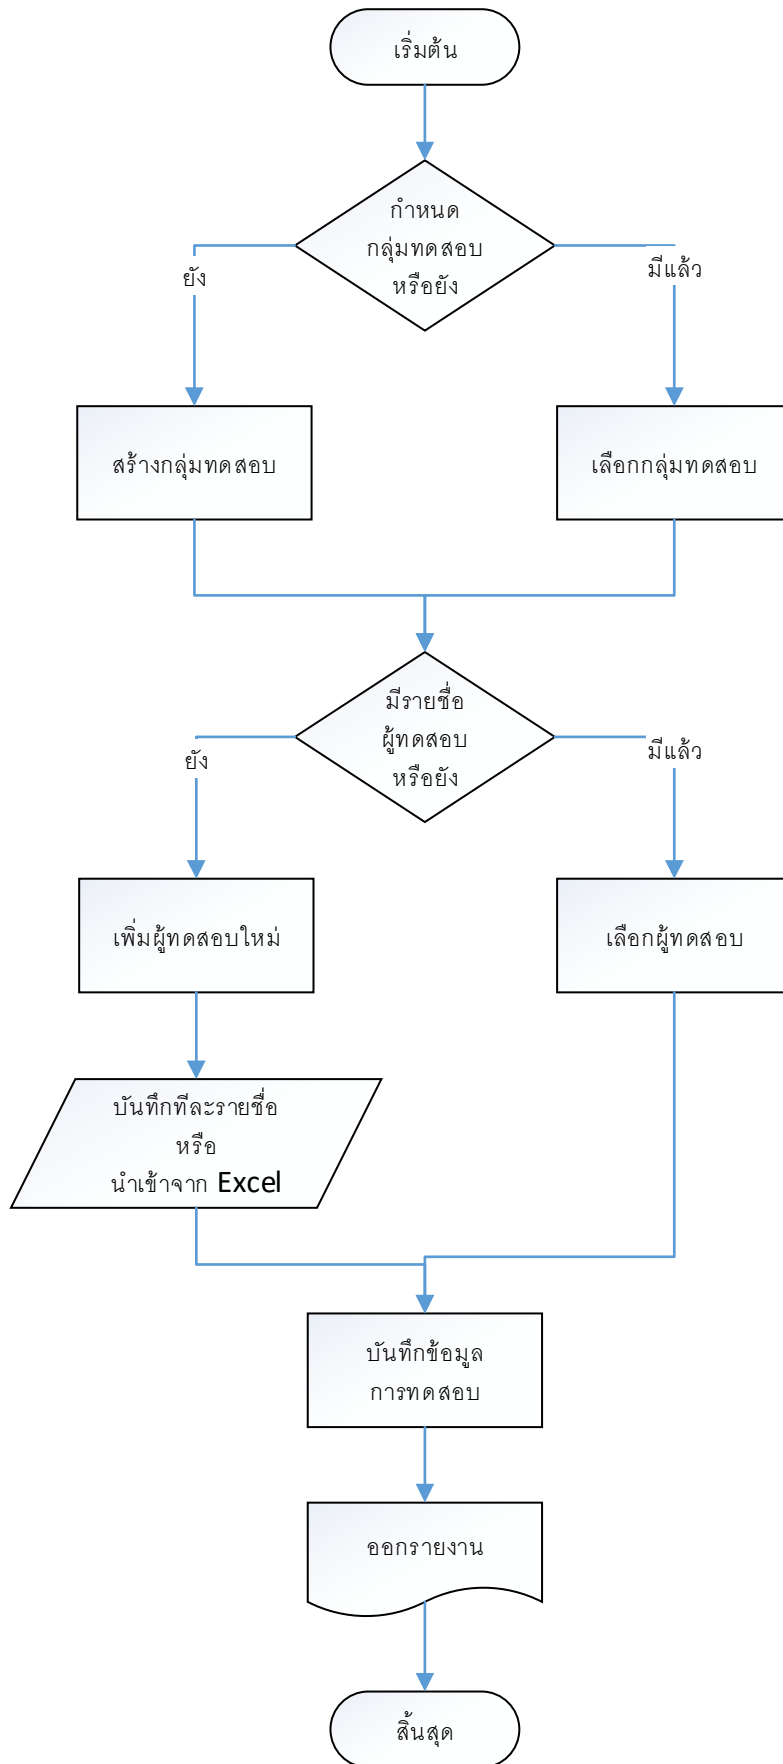 เริ่มต้น
กำหนด
กลุ่มทดสอบ
หรือยัง
ยัง
มีแล้ว
สร้างกลุ่มทดสอบ
เลือกกลุ่มทดสอบ
มีรายชื่อ
ผู้ทดสอบ
หรือยัง
ยัง
มีแล้ว
เพิ่มผู้ทดสอบใหม่
เลือกผู้ทดสอบ
บันทึกทีละรายชื่อ
หรือ
นำเข้าจาก Excel
บันทึกข้อมูล
การทดสอบ
ออกรายงาน
สิ้นสุด